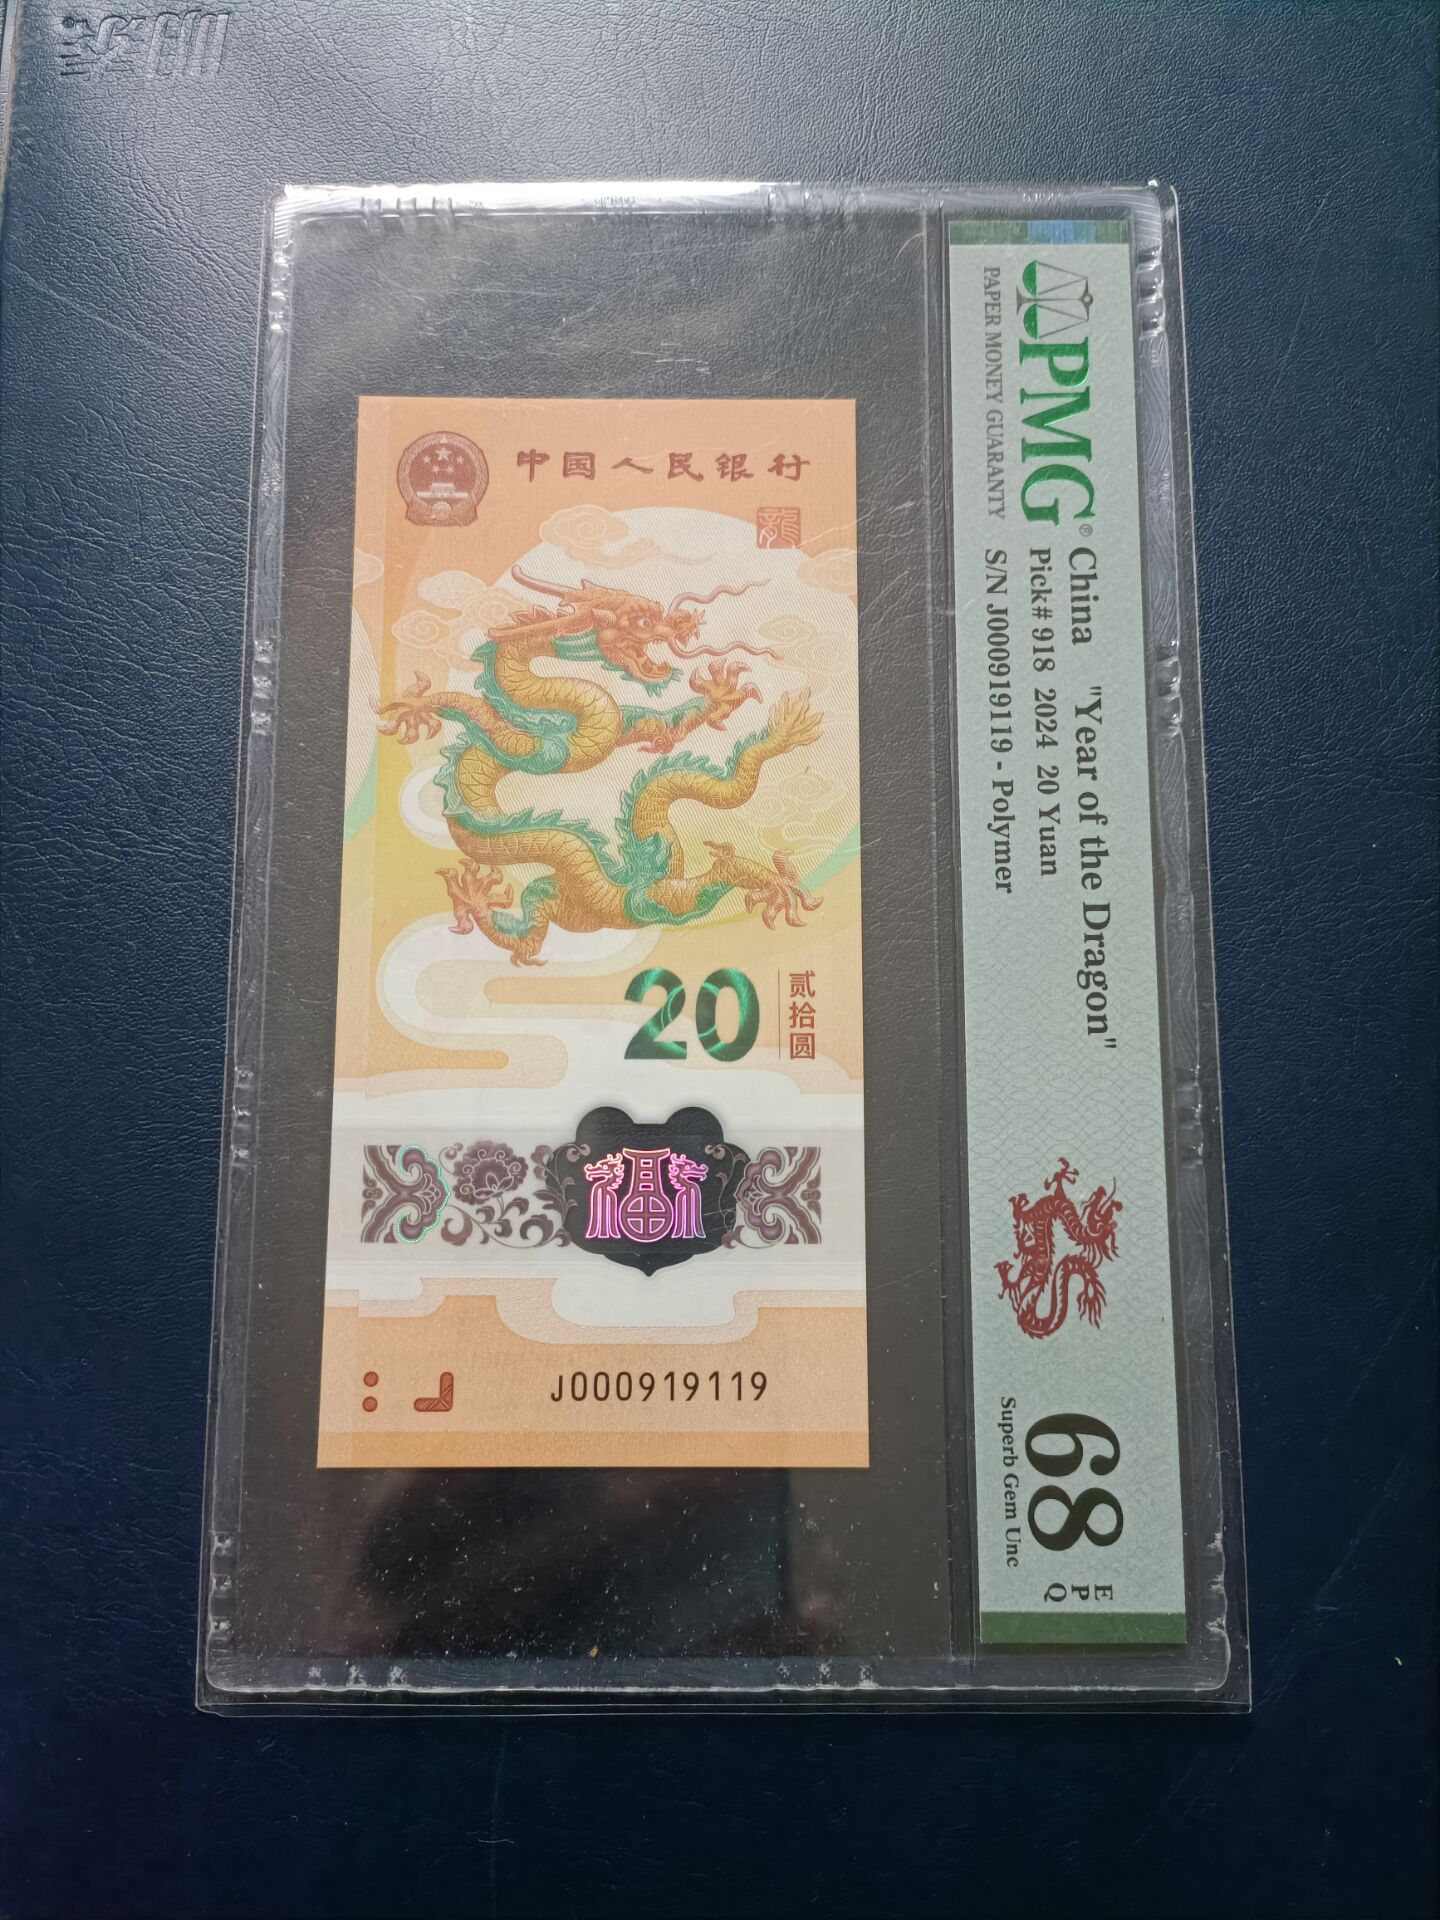 中国人民银行
龍
20
贰拾圆
福
J000919119
PMG®
PAPER MONEY GUARANTY
China "Year of the Dragon"
Pick# 918 2024 20 Yuan
S/N J000919119 - Polymer
68
EPQ
Superb Gem Unc